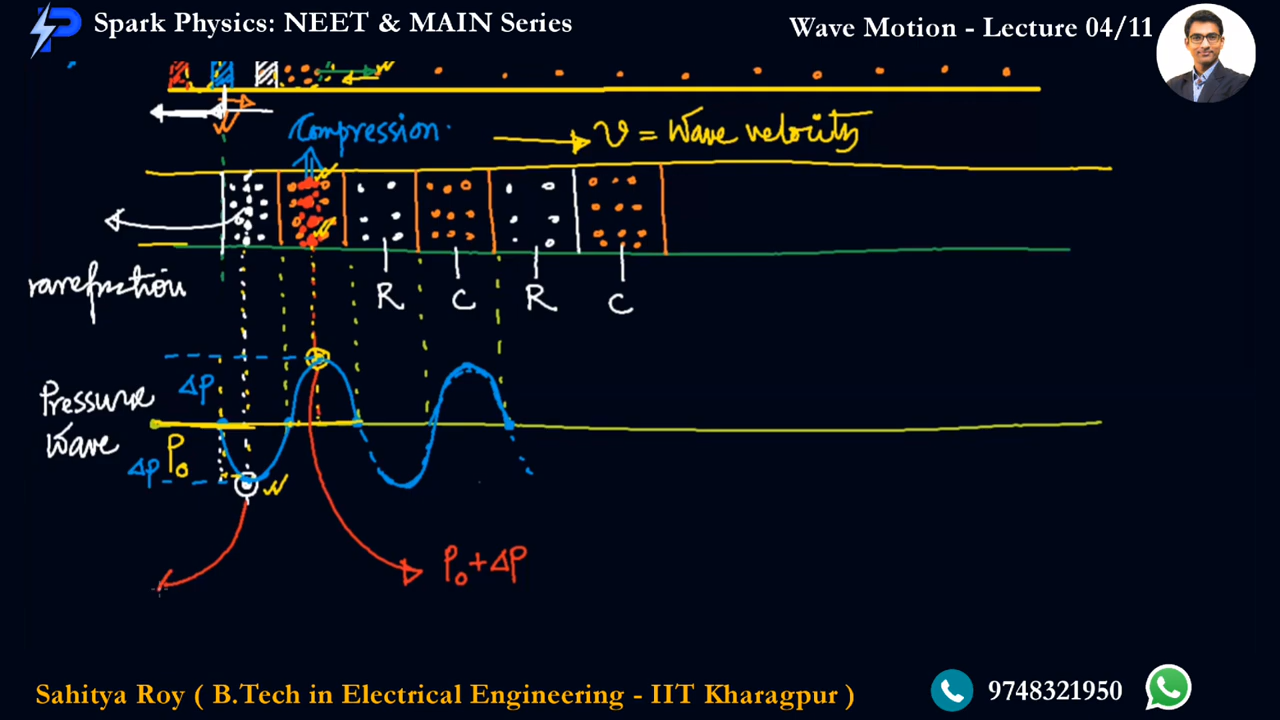 Spark Physics: NEET & MAIN Series
Wave Motion - Lecture 04/11
Compression.
v = Wave velocity
rarefraction
R
C
R
C
ΔP
Pressure
Wave
P₀
ΔP
P₀+ΔP
Sahitya Roy ( B.Tech in Electrical Engineering - IIT Kharagpur )
9748321950